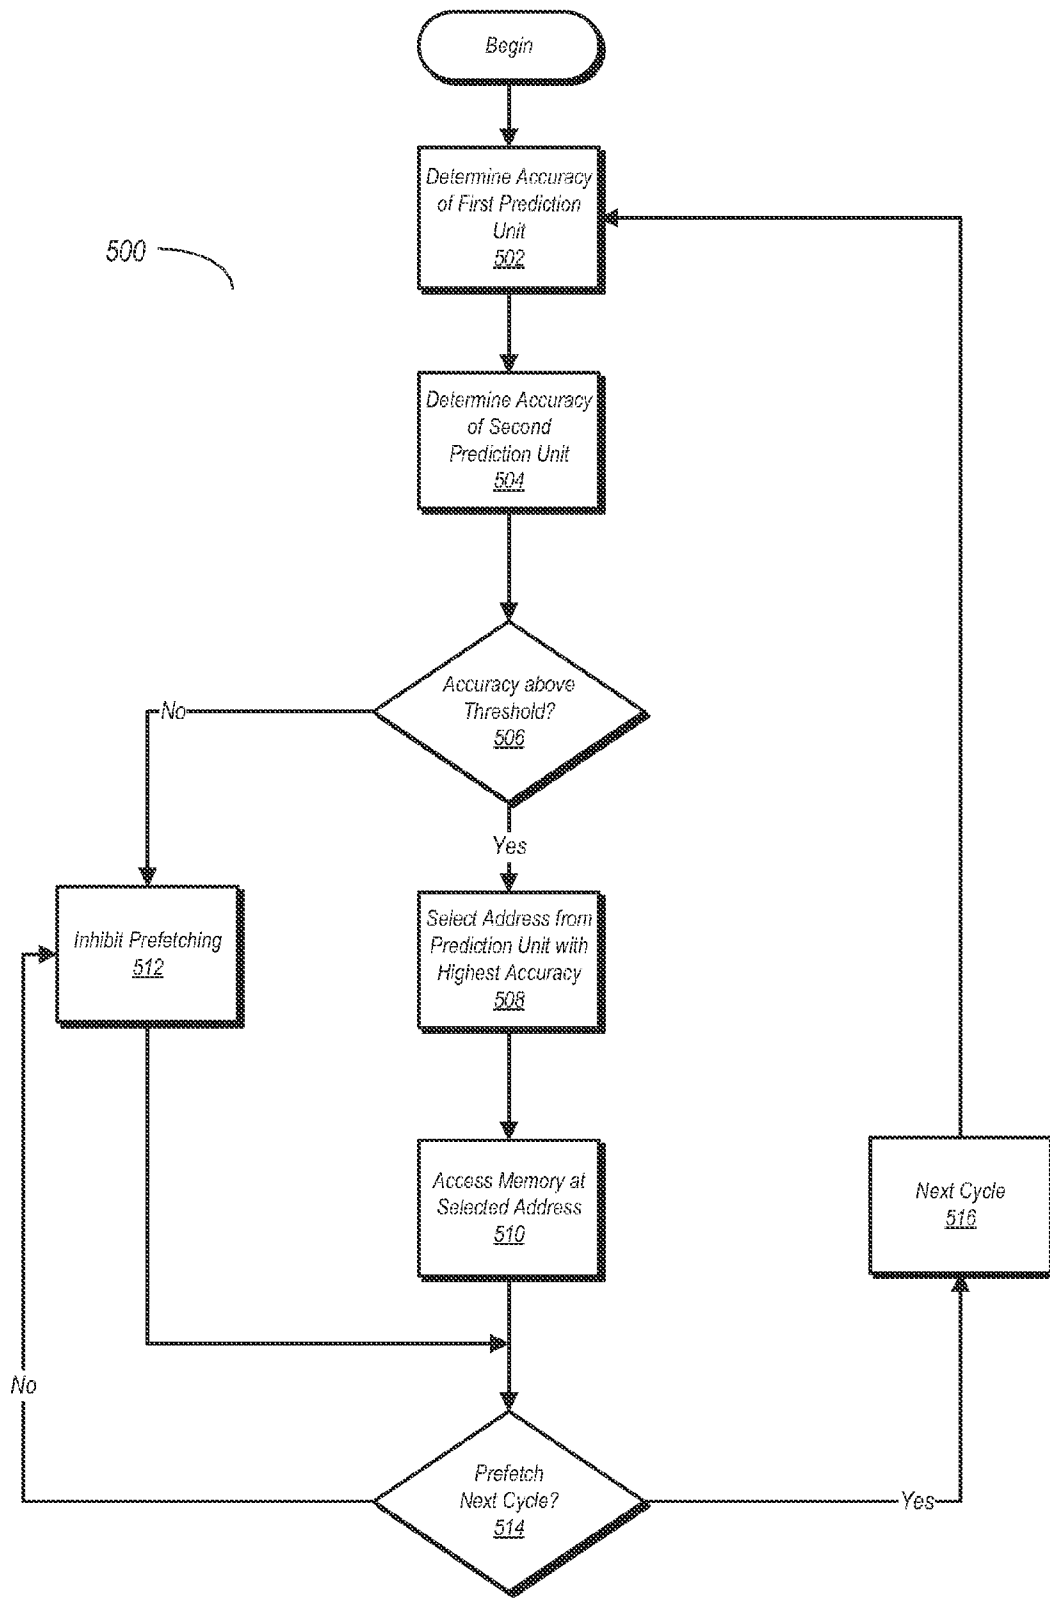 Begin
Determine Accuracy
of First Prediction
Unit
502
500
Determine Accuracy
of Second
Prediction Unit
504
Accuracy above
Threshold?
506
No
Yes
Inhibit Prefetching
512
Select Address from
Prediction Unit with
Highest Accuracy
508
Access Memory at
Selected Address
510
Next Cycle
516
No
Prefetch
Next Cycle?
514
Yes